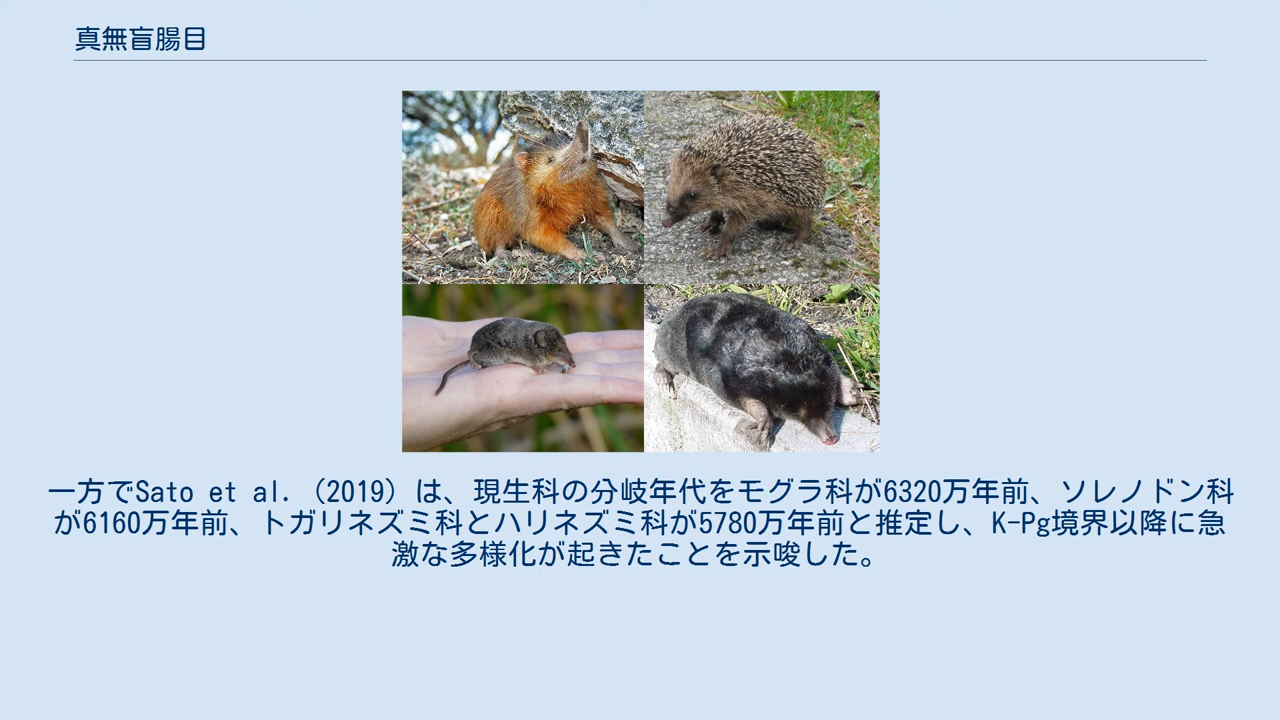 真無盲腸目
一方でSato et al.（2019）は、現生科の分岐年代をモグラ科が6320万年前、ソレノドン科
が6160万年前、トガリネズミ科とハリネズミ科が5780万年前と推定し、K-Pg境界以降に急
激な多様化が起きたことを示唆した。